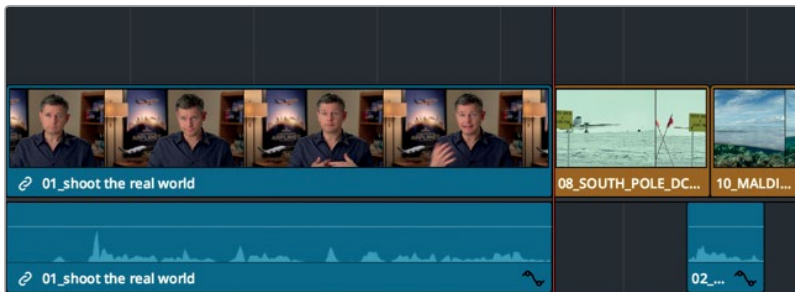 01_shoot the real world
08_SOUTH_POLE_DC...
10_MALDI...
01_shoot the real world
02_...